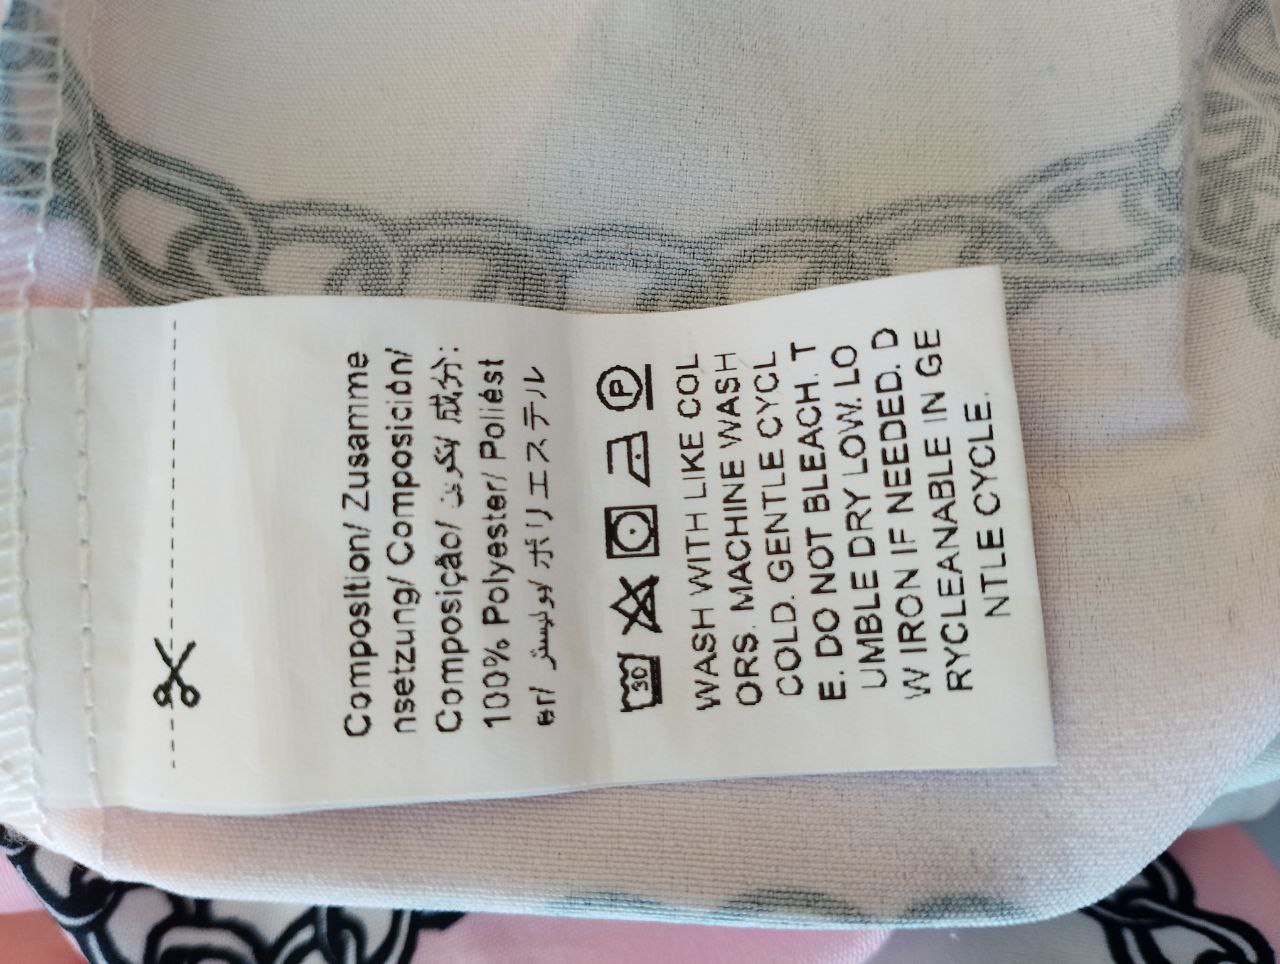 Composition/ Zusamme
nsetzung/ Composición/
Composição/ تكوين/ 成分:
100% Polyester/ Poliést
er/ بوليستر/ ポリエステル
30 P
WASH WITH LIKE COL
ORS. MACHINE WASH
COLD. GENTLE CYCL
E. DO NOT BLEACH. T
UMBLE DRY LOW. LO
W IRON IF NEEDED. D
RYCLEANABLE IN GE
NTLE CYCLE.